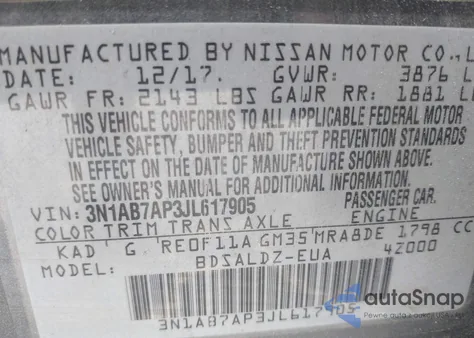 MANUFACTURED BY NISSAN MOTOR CO.,L
DATE: 12/17. GVWR: 3876 L
GAWR FR: 2143 LBS GAWR RR: 1881 L
THIS VEHICLE CONFORMS TO ALL APPLICABLE FEDERAL MOTOR
VEHICLE SAFETY, BUMPER AND THEFT PREVENTION STANDARDS
IN EFFECT ON THE DATE OF MANUFACTURE SHOWN ABOVE.
SEE OWNER'S MANUAL FOR ADDITIONAL INFORMATION.
VIN: 3N1AB7AP3JL617905 PASSENGER CAR.
COLOR TRIM TRANS AXLE ENGINE
KAD G RE0F11A GM35 MRA8DE 1798 CC
MODEL: BDSALDZ-EUA 42000
3N1AB7AP3JL617905
autoSnap
Pewne auta z USA